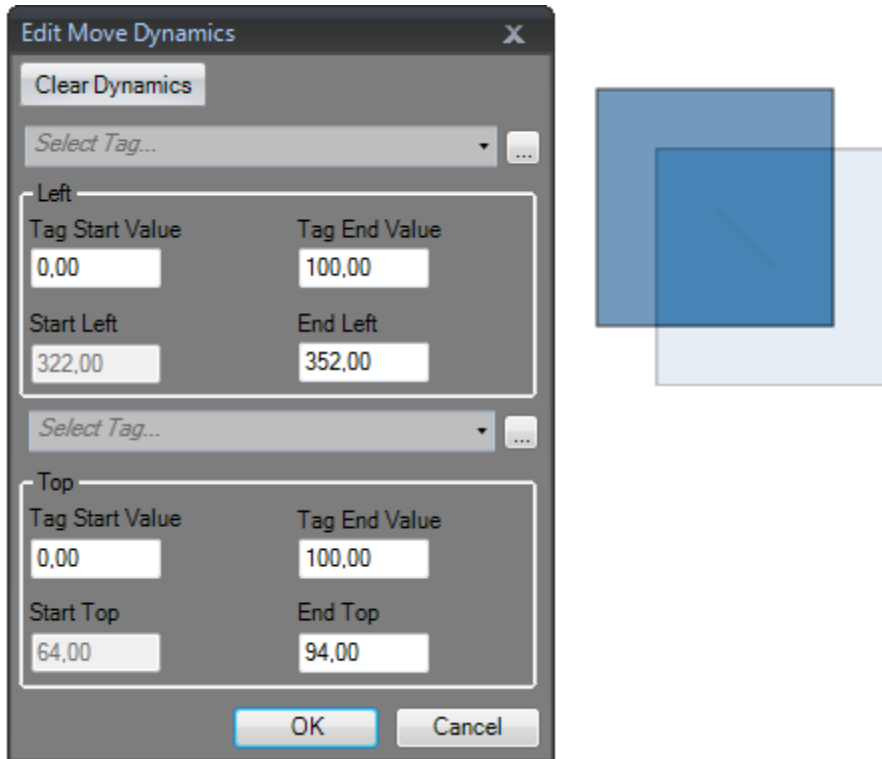 Edit Move Dynamics X
Clear Dynamics
Select Tag... ...
Left
Tag Start Value Tag End Value
0,00 100,00
Start Left End Left
322,00 352,00
Select Tag... ...
Top
Tag Start Value Tag End Value
0,00 100,00
Start Top End Top
64,00 94,00
OK Cancel